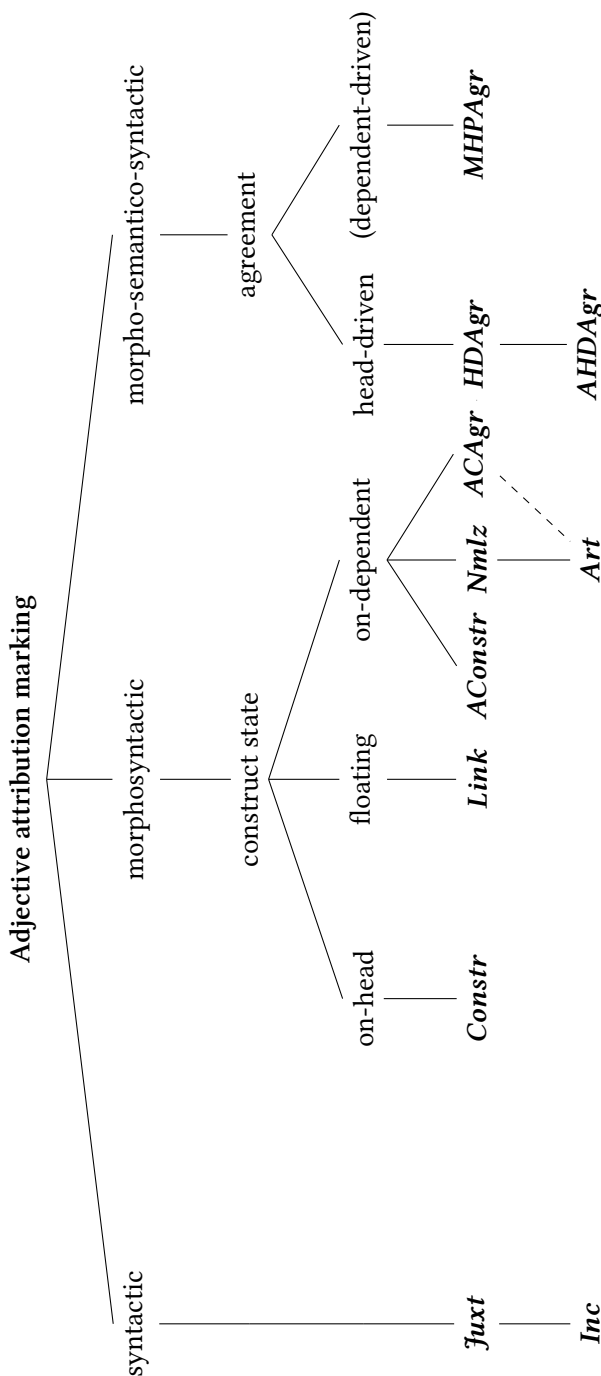 Adjective attribution marking
syntactic morphosyntactic morpho-semantico-syntactic
construct state agreement
on-head floating on-dependent head-driven (dependent-driven)
Juxt Constr Link AConstr Nmlz ACAgr HDAgr MHPAgr
Inc Art AHDAgr